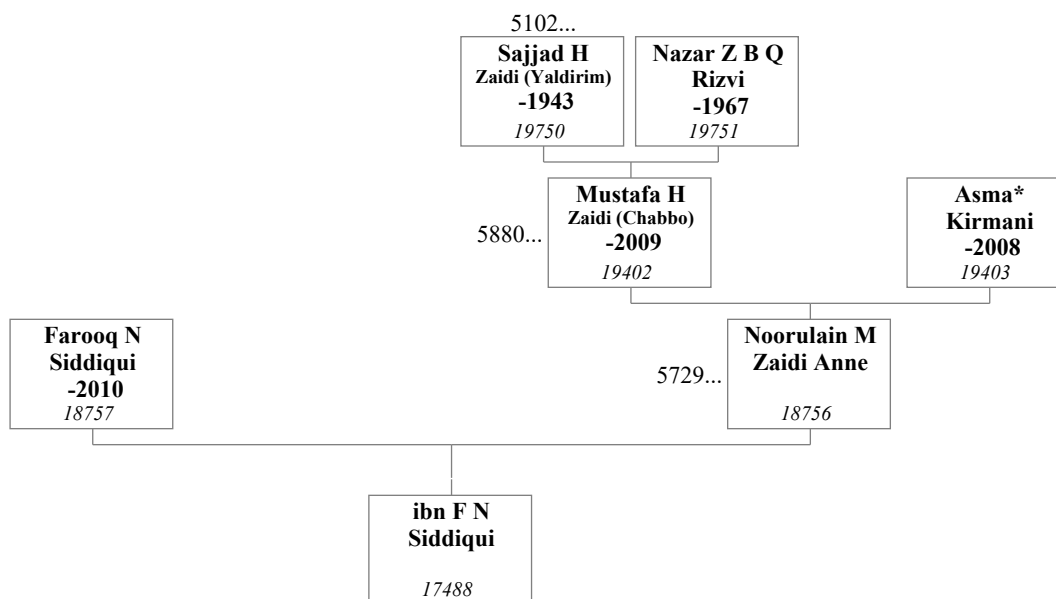 5102...
Sajjad H
Zaidi (Yaldirim)
-1943
19750
Nazar Z B Q
Rizvi
-1967
19751
5880...
Mustafa H
Zaidi (Chabbo)
-2009
19402
Asma*
Kirmani
-2008
19403
Farooq N
Siddiqui
-2010
18757
5729...
Noorulain M
Zaidi Anne
18756
ibn F N
Siddiqui
17488